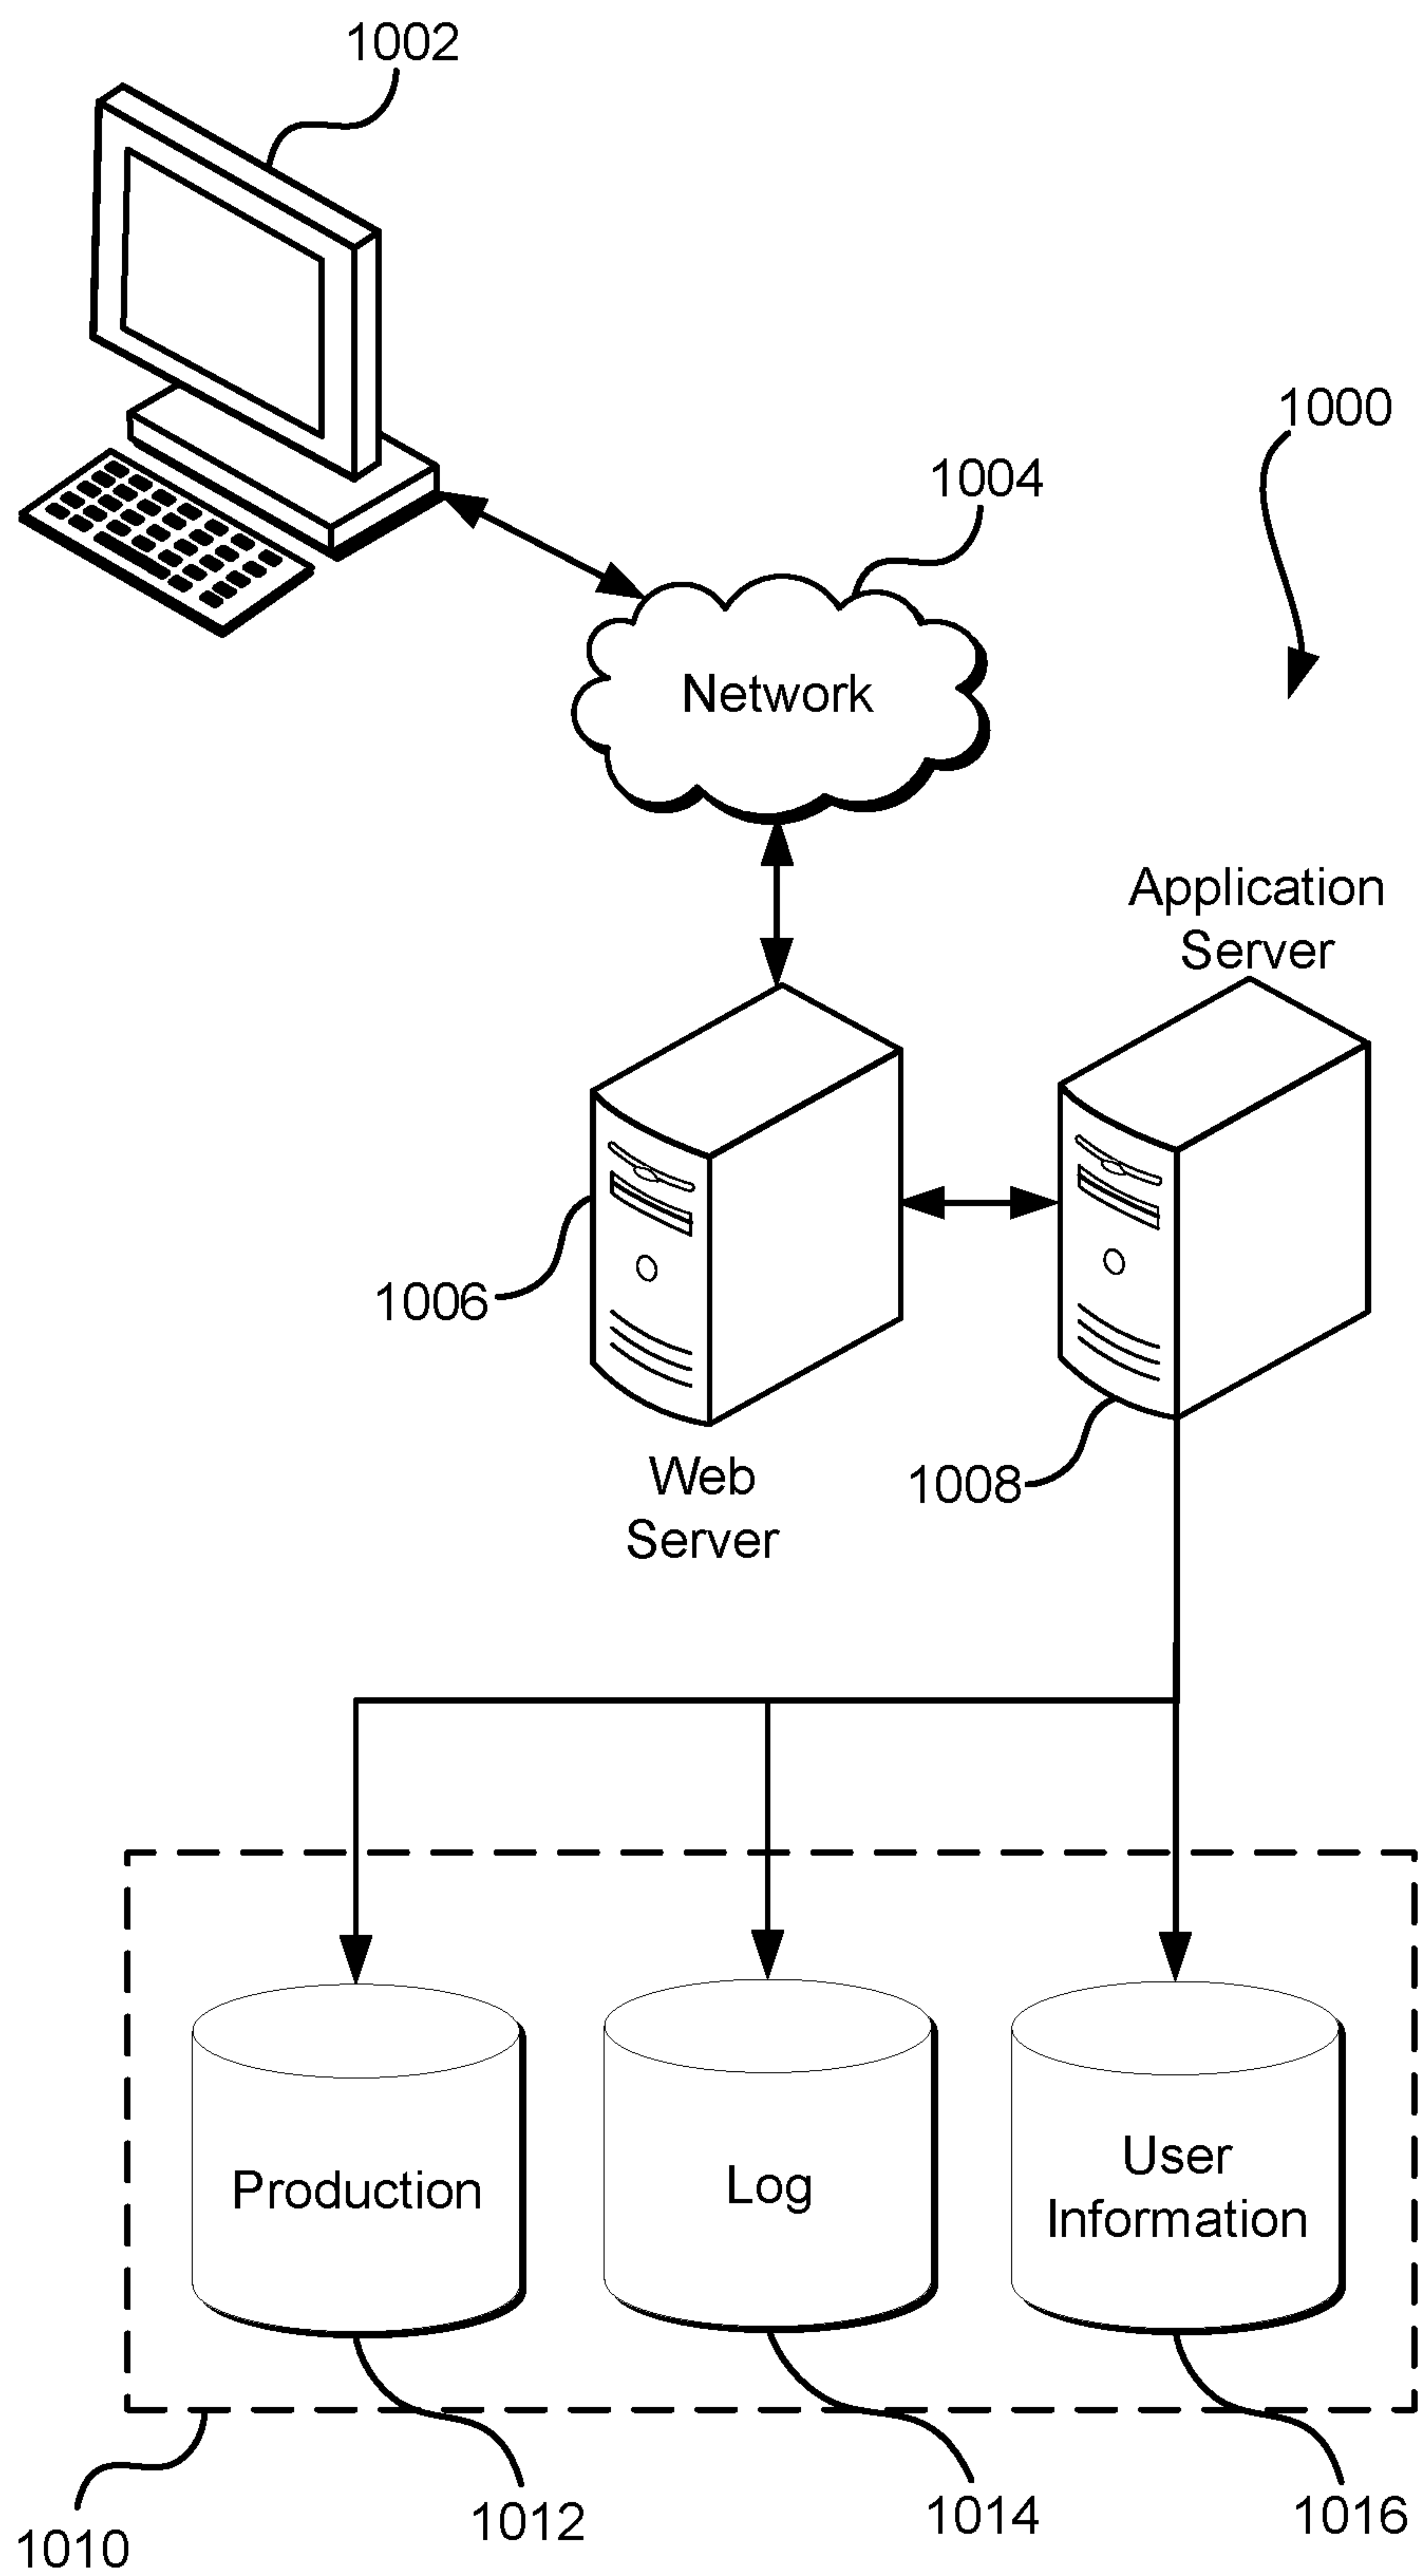 1002
1000
1004
Network
Application
Server
1006
Web
Server
1008
Production
Log
User
Information
1010
1012
1014
1016